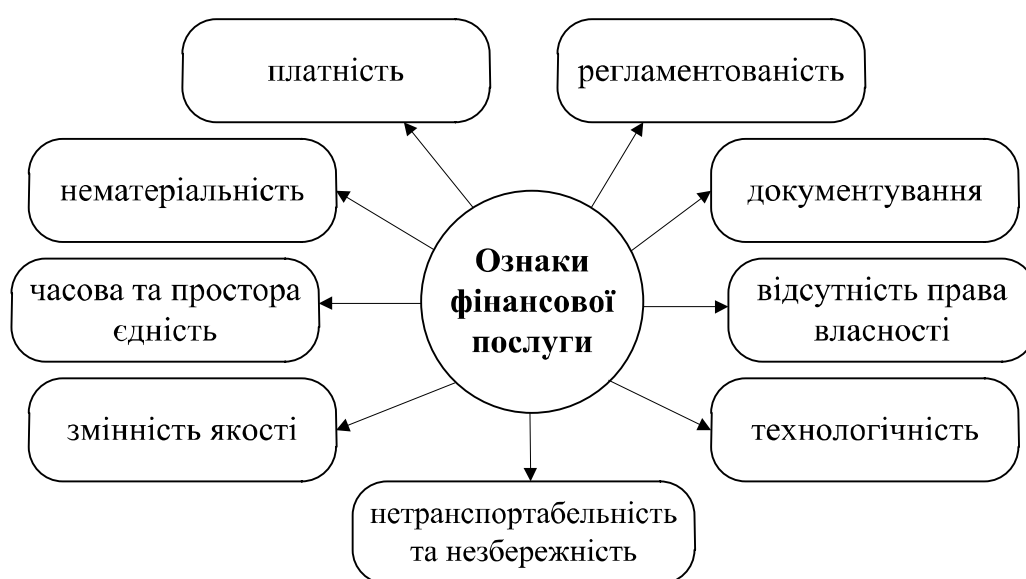 платність
регламентованість
нематеріальність
документування
Ознаки
фінансової
послуги
часова та простора
єдність
відсутність права
власності
змінність якості
технологічність
нетранспортабельність
та незбережність